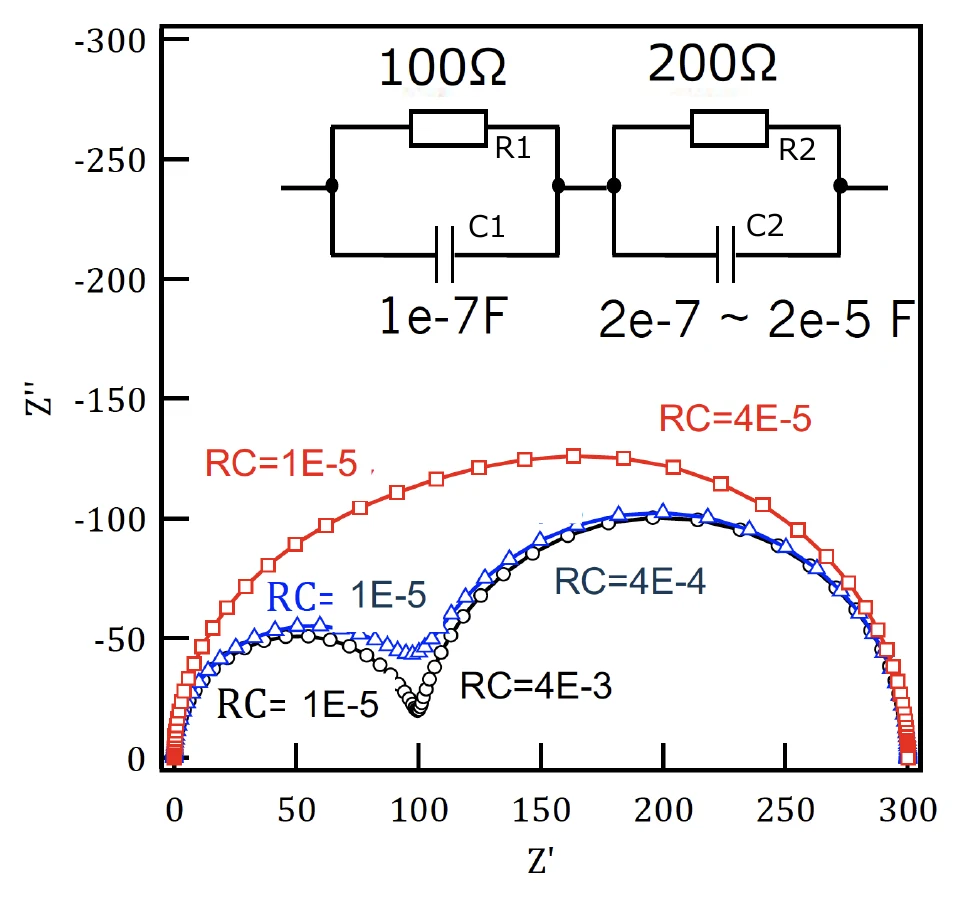 -300
-250
-200
-150
-100
-50
0
Z"
100Ω
200Ω
R1
R2
C1
C2
1e-7F
2e-7 ~ 2e-5 F
RC=4E-5
RC=1E-5 ,
RC= 1E-5
RC=4E-4
RC= 1E-5
RC=4E-3
0 50 100 150 200 250 300
Z'